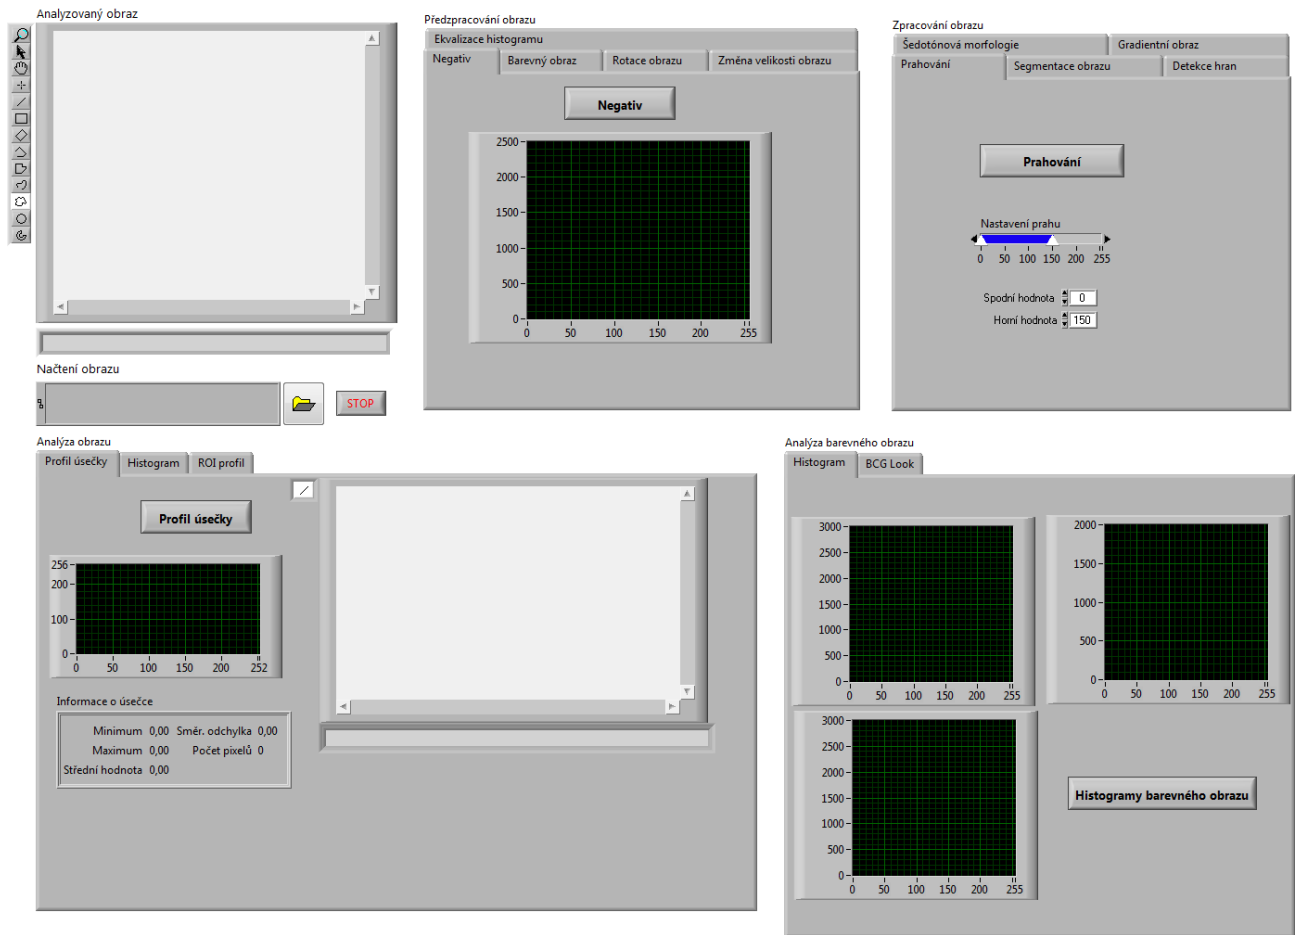 Analyzovaný obraz
Načtení obrazu
STOP
Předzpracování obrazu
Ekvalizace histogramu
Negativ Barevný obraz Rotace obrazu Změna velikosti obrazu
Negativ
2500
2000
1500
1000
500
0
0 50 100 150 200 255
Zpracování obrazu
Šedotónová morfologie Gradientní obraz
Prahování Segmentace obrazu Detekce hran
Prahování
Nastavení prahu
0 50 100 150 200 255
Spodní hodnota 0
Horní hodnota 150
Analýza obrazu
Profil úsečky Histogram ROI profil
Profil úsečky
256
200
100
0
0 50 100 150 200 252
Informace o úsečce
Minimum 0,00 Směr. odchylka 0,00
Maximum 0,00 Počet pixelů 0
Střední hodnota 0,00
Analýza barevného obrazu
Histogram BCG Look
3000
2500
2000
1500
1000
500
0
0 50 100 150 200 255
2000
1500
1000
500
0
0 50 100 150 200 255
3000
2500
2000
1500
1000
500
0
0 50 100 150 200 255
Histogramy barevného obrazu